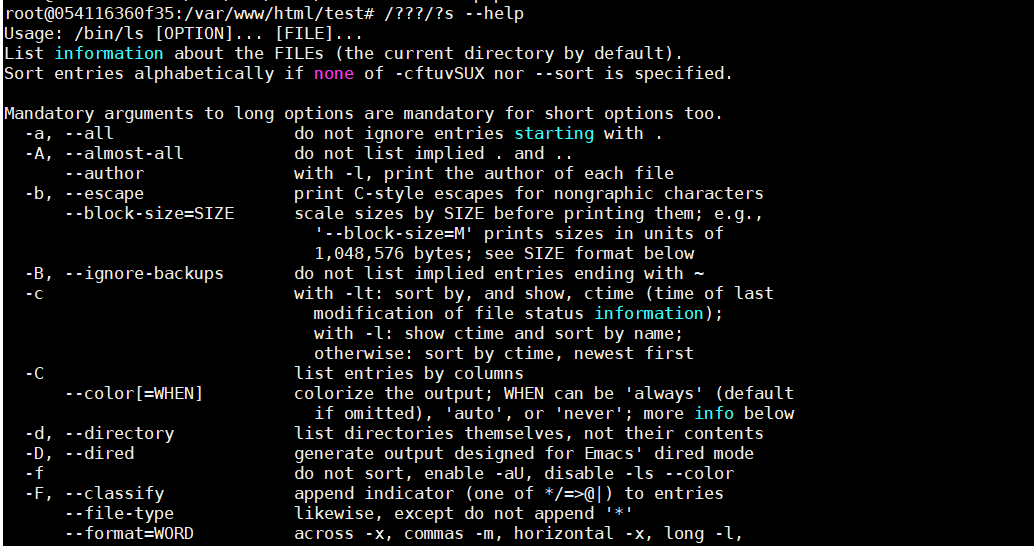 root@054116360f35:/var/www/html/test# /???/?s --help
Usage: /bin/ls [OPTION]... [FILE]...
List information about the FILEs (the current directory by default).
Sort entries alphabetically if none of -cftuvSUX nor --sort is specified.

Mandatory arguments to long options are mandatory for short options too.
  -a, --all                  do not ignore entries starting with .
  -A, --almost-all           do not list implied . and ..
      --author               with -l, print the author of each file
  -b, --escape               print C-style escapes for nongraphic characters
      --block-size=SIZE      scale sizes by SIZE before printing them; e.g.,
                               '--block-size=M' prints sizes in units of
                               1,048,576 bytes; see SIZE format below
  -B, --ignore-backups       do not list implied entries ending with ~
  -c                         with -lt: sort by, and show, ctime (time of last
                               modification of file status information);
                               with -l: show ctime and sort by name;
                               otherwise: sort by ctime, newest first
  -C                         list entries by columns
      --color[=WHEN]         colorize the output; WHEN can be 'always' (default
                               if omitted), 'auto', or 'never'; more info below
  -d, --directory            list directories themselves, not their contents
  -D, --dired                generate output designed for Emacs' dired mode
  -f                         do not sort, enable -aU, disable -ls --color
  -F, --classify             append indicator (one of */=>@|) to entries
      --file-type            likewise, except do not append '*'
      --format=WORD          across -x, commas -m, horizontal -x, long -l,